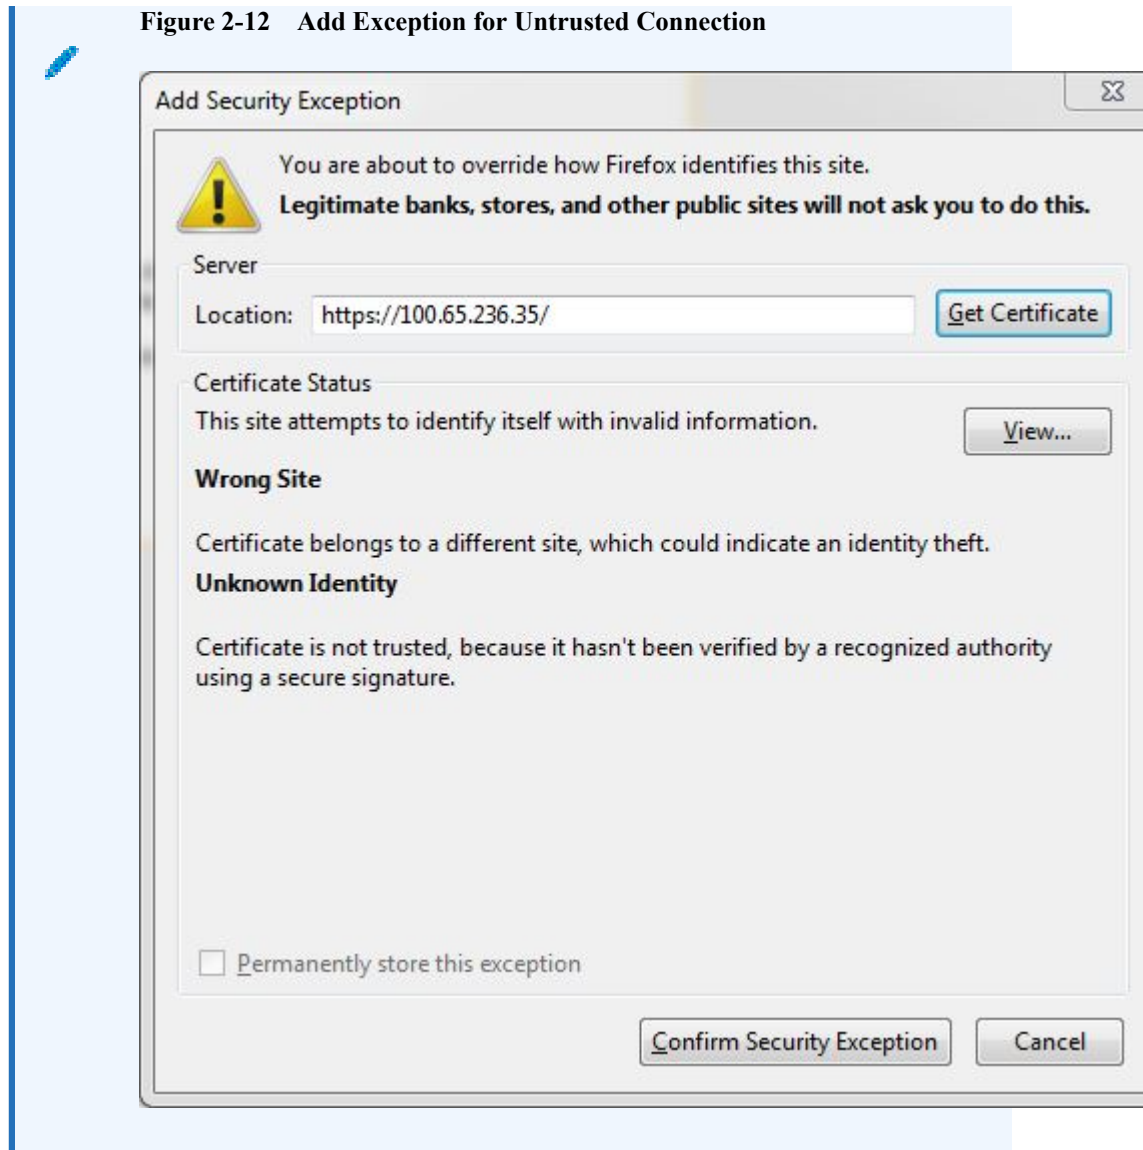 Figure 2-12 Add Exception for Untrusted Connection
Add Security Exception
You are about to override how Firefox identifies this site.
Legitimate banks, stores, and other public sites will not ask you to do this.
Server
Location: https://100.65.236.35/ Get Certificate
Certificate Status
This site attempts to identify itself with invalid information.
View...
Wrong Site
Certificate belongs to a different site, which could indicate an identity theft.
Unknown Identity
Certificate is not trusted, because it hasn't been verified by a recognized authority
using a secure signature.
Permanently store this exception
Confirm Security Exception Cancel